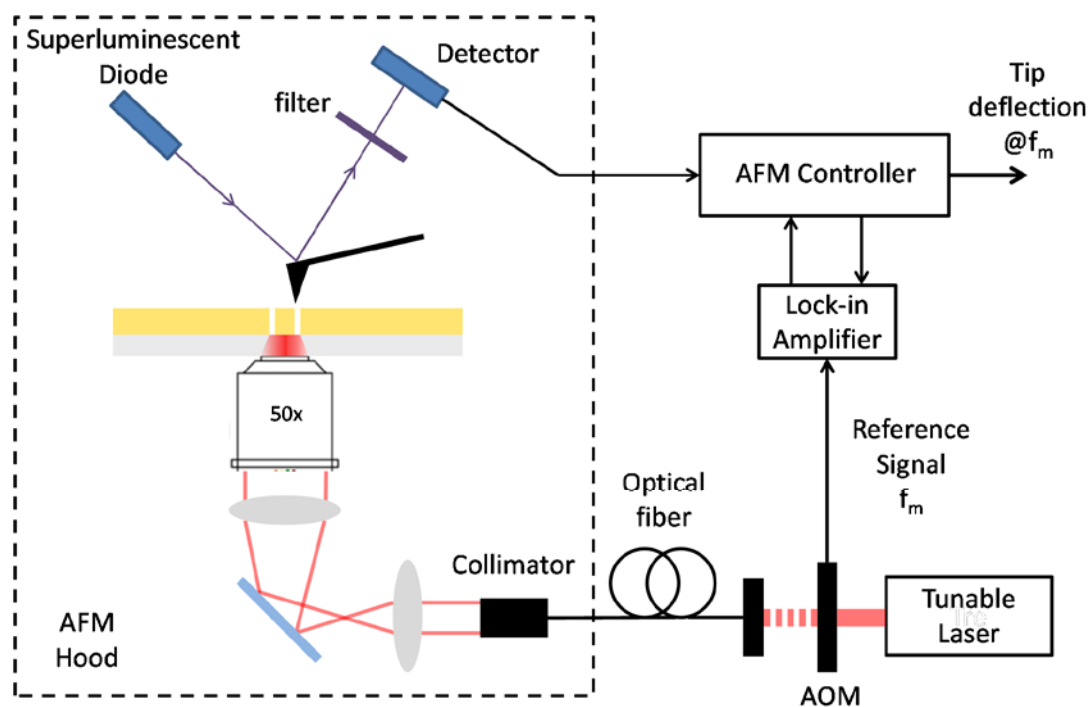 Superluminescent
Diode
Detector
filter
Tip
deflection
@fm
AFM Controller
Lock-in
Amplifier
50x
Reference
Signal
fm
Optical
fiber
Collimator
Tunable
Laser
AFM
Hood
AOM